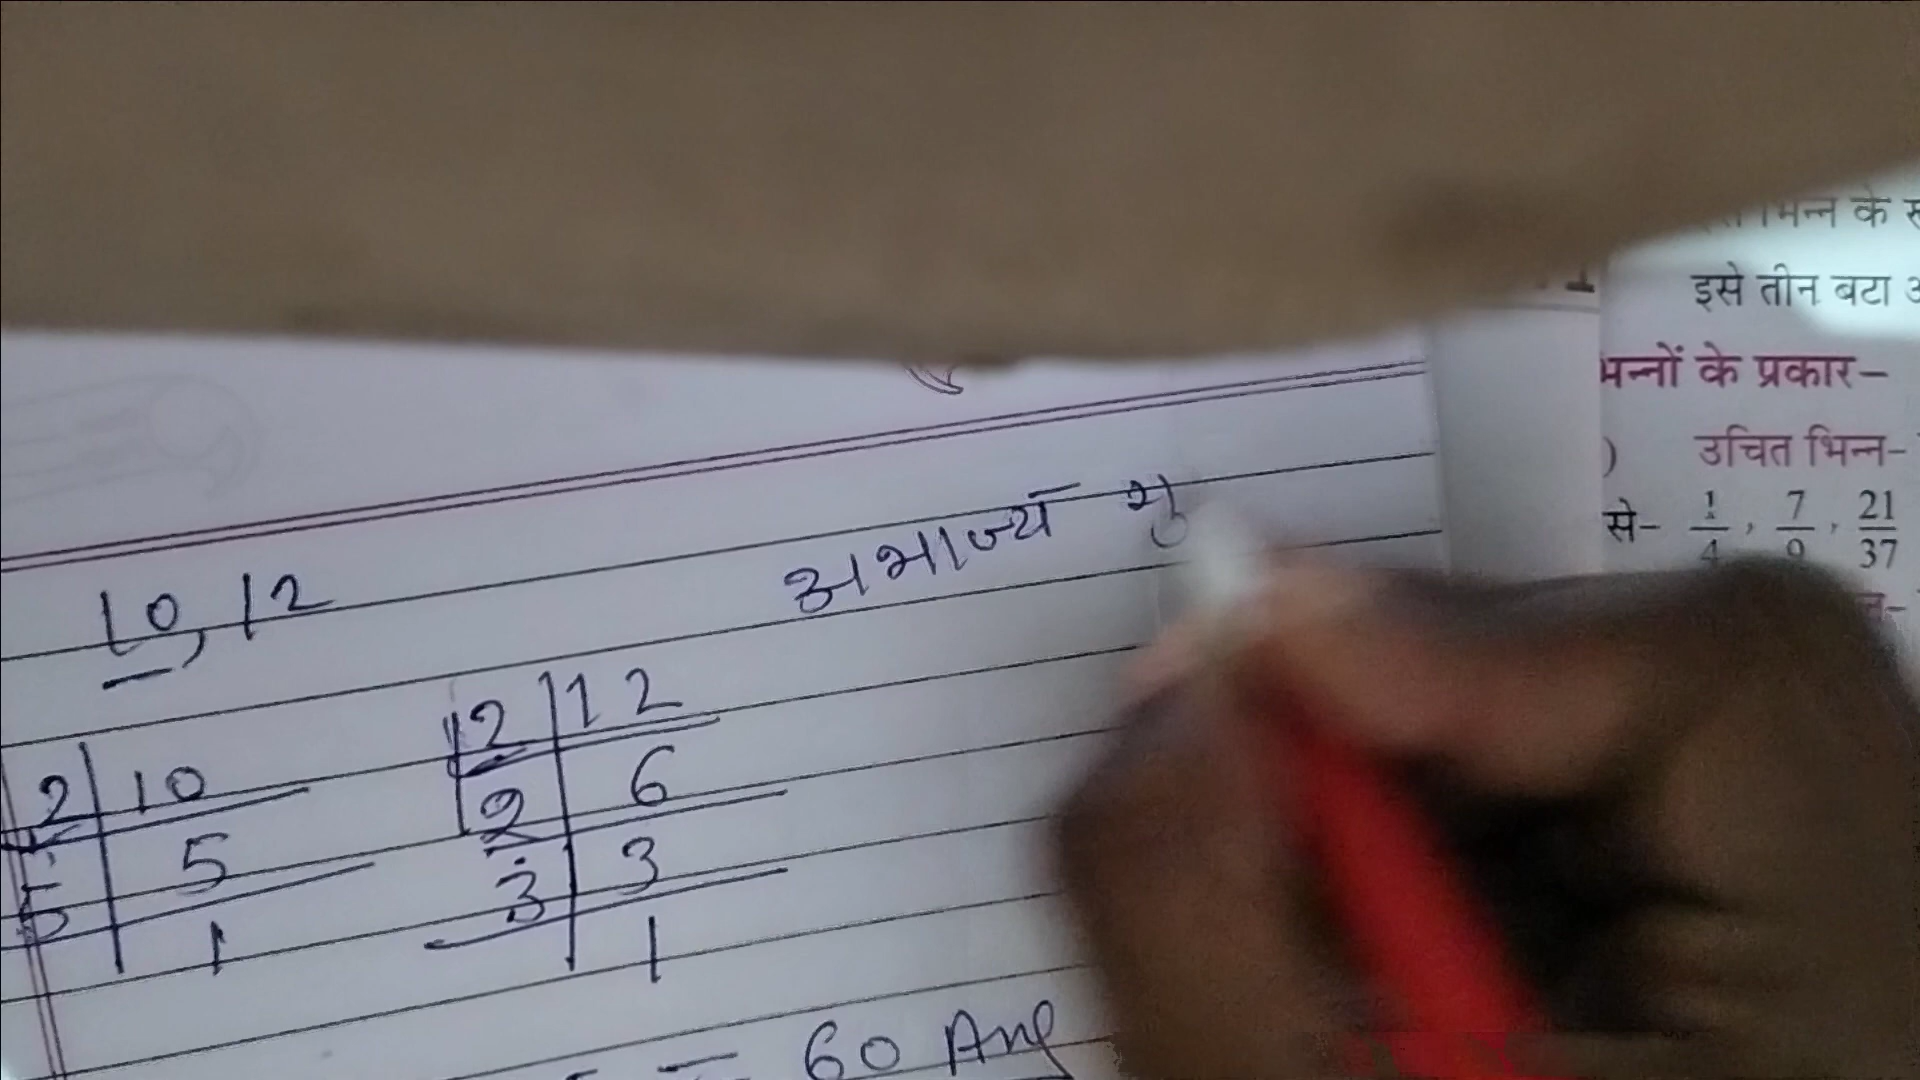 10, 12
अभाज्य गु
2 | 10
5 | 5
1
2 | 12
2 | 6
3 | 3
1
= 60 Ans
भिन्न के
इसे तीन बटा
भन्नों के प्रकार–
) उचित भिन्न–
से– 1/4, 7/9, 21/37